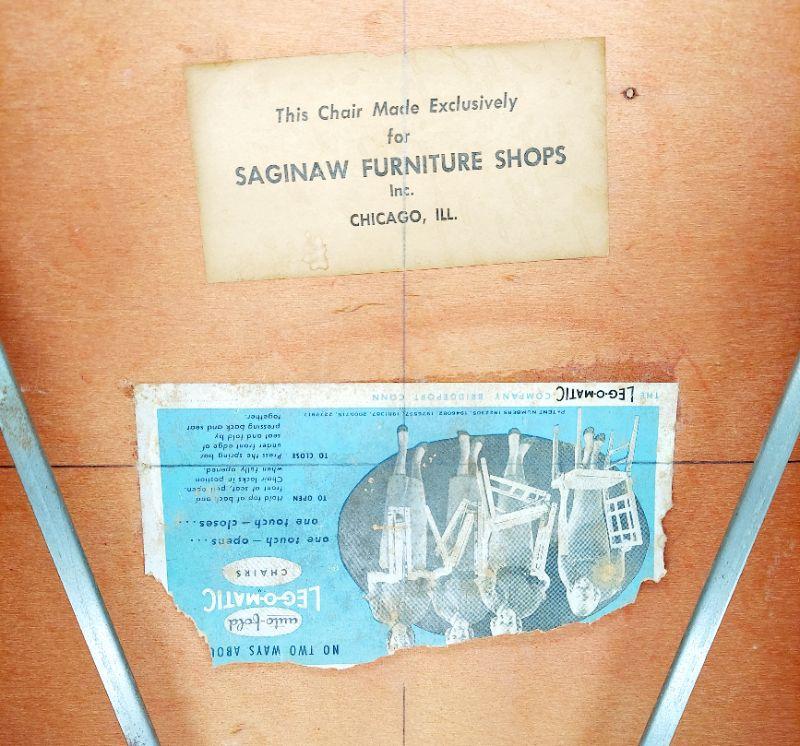 This Chair Made Exclusively
for
SAGINAW FURNITURE SHOPS
Inc.
CHICAGO, ILL.
NO TWO WAYS
auto-fold
LEG-O-MATIC
CHAIRS
one touch — opens....
one touch — closes....
TO OPEN Hold top of back and
front of seat, pull open.
Chair locks in position
when fully opened.
TO CLOSE Press the spring bar
under front edge of
seat and fold by
pressing back and seat
together.
PATENT NUMBERS
THE LEG-O-MATIC COMPANY BRIDGEPORT CONN